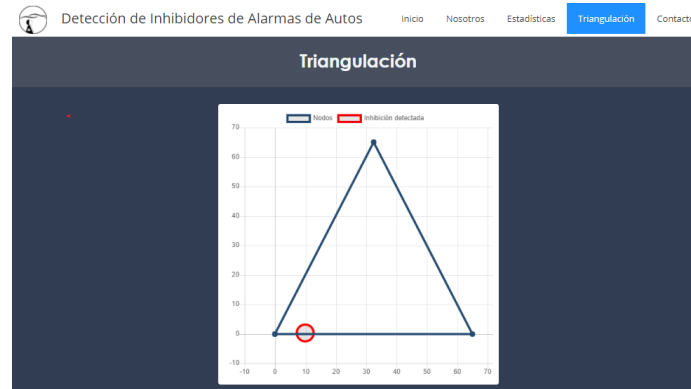 Detección de Inhibidores de Alarmas de Autos
Inicio Nosotros Estadísticas Triangulación Contacto
Triangulación
Nodos Inhibición detectada
70
60
50
40
30
20
10
0
-10
-10 0 10 20 30 40 50 60 70